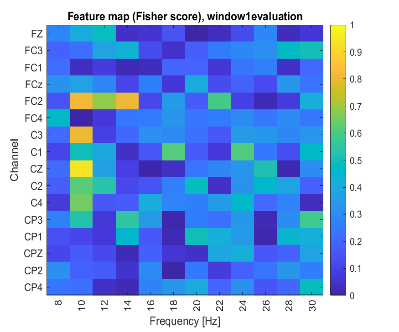 Feature map (Fisher score), window1evaluation
FZ
FC3
FC1
FCz
FC2
FC4
C3
C1
CZ
C2
C4
CP3
CP1
CPZ
CP2
CP4
Channel
8 10 12 14 16 18 20 22 24 26 28 30
Frequency [Hz]
1
0.9
0.8
0.7
0.6
0.5
0.4
0.3
0.2
0.1
0